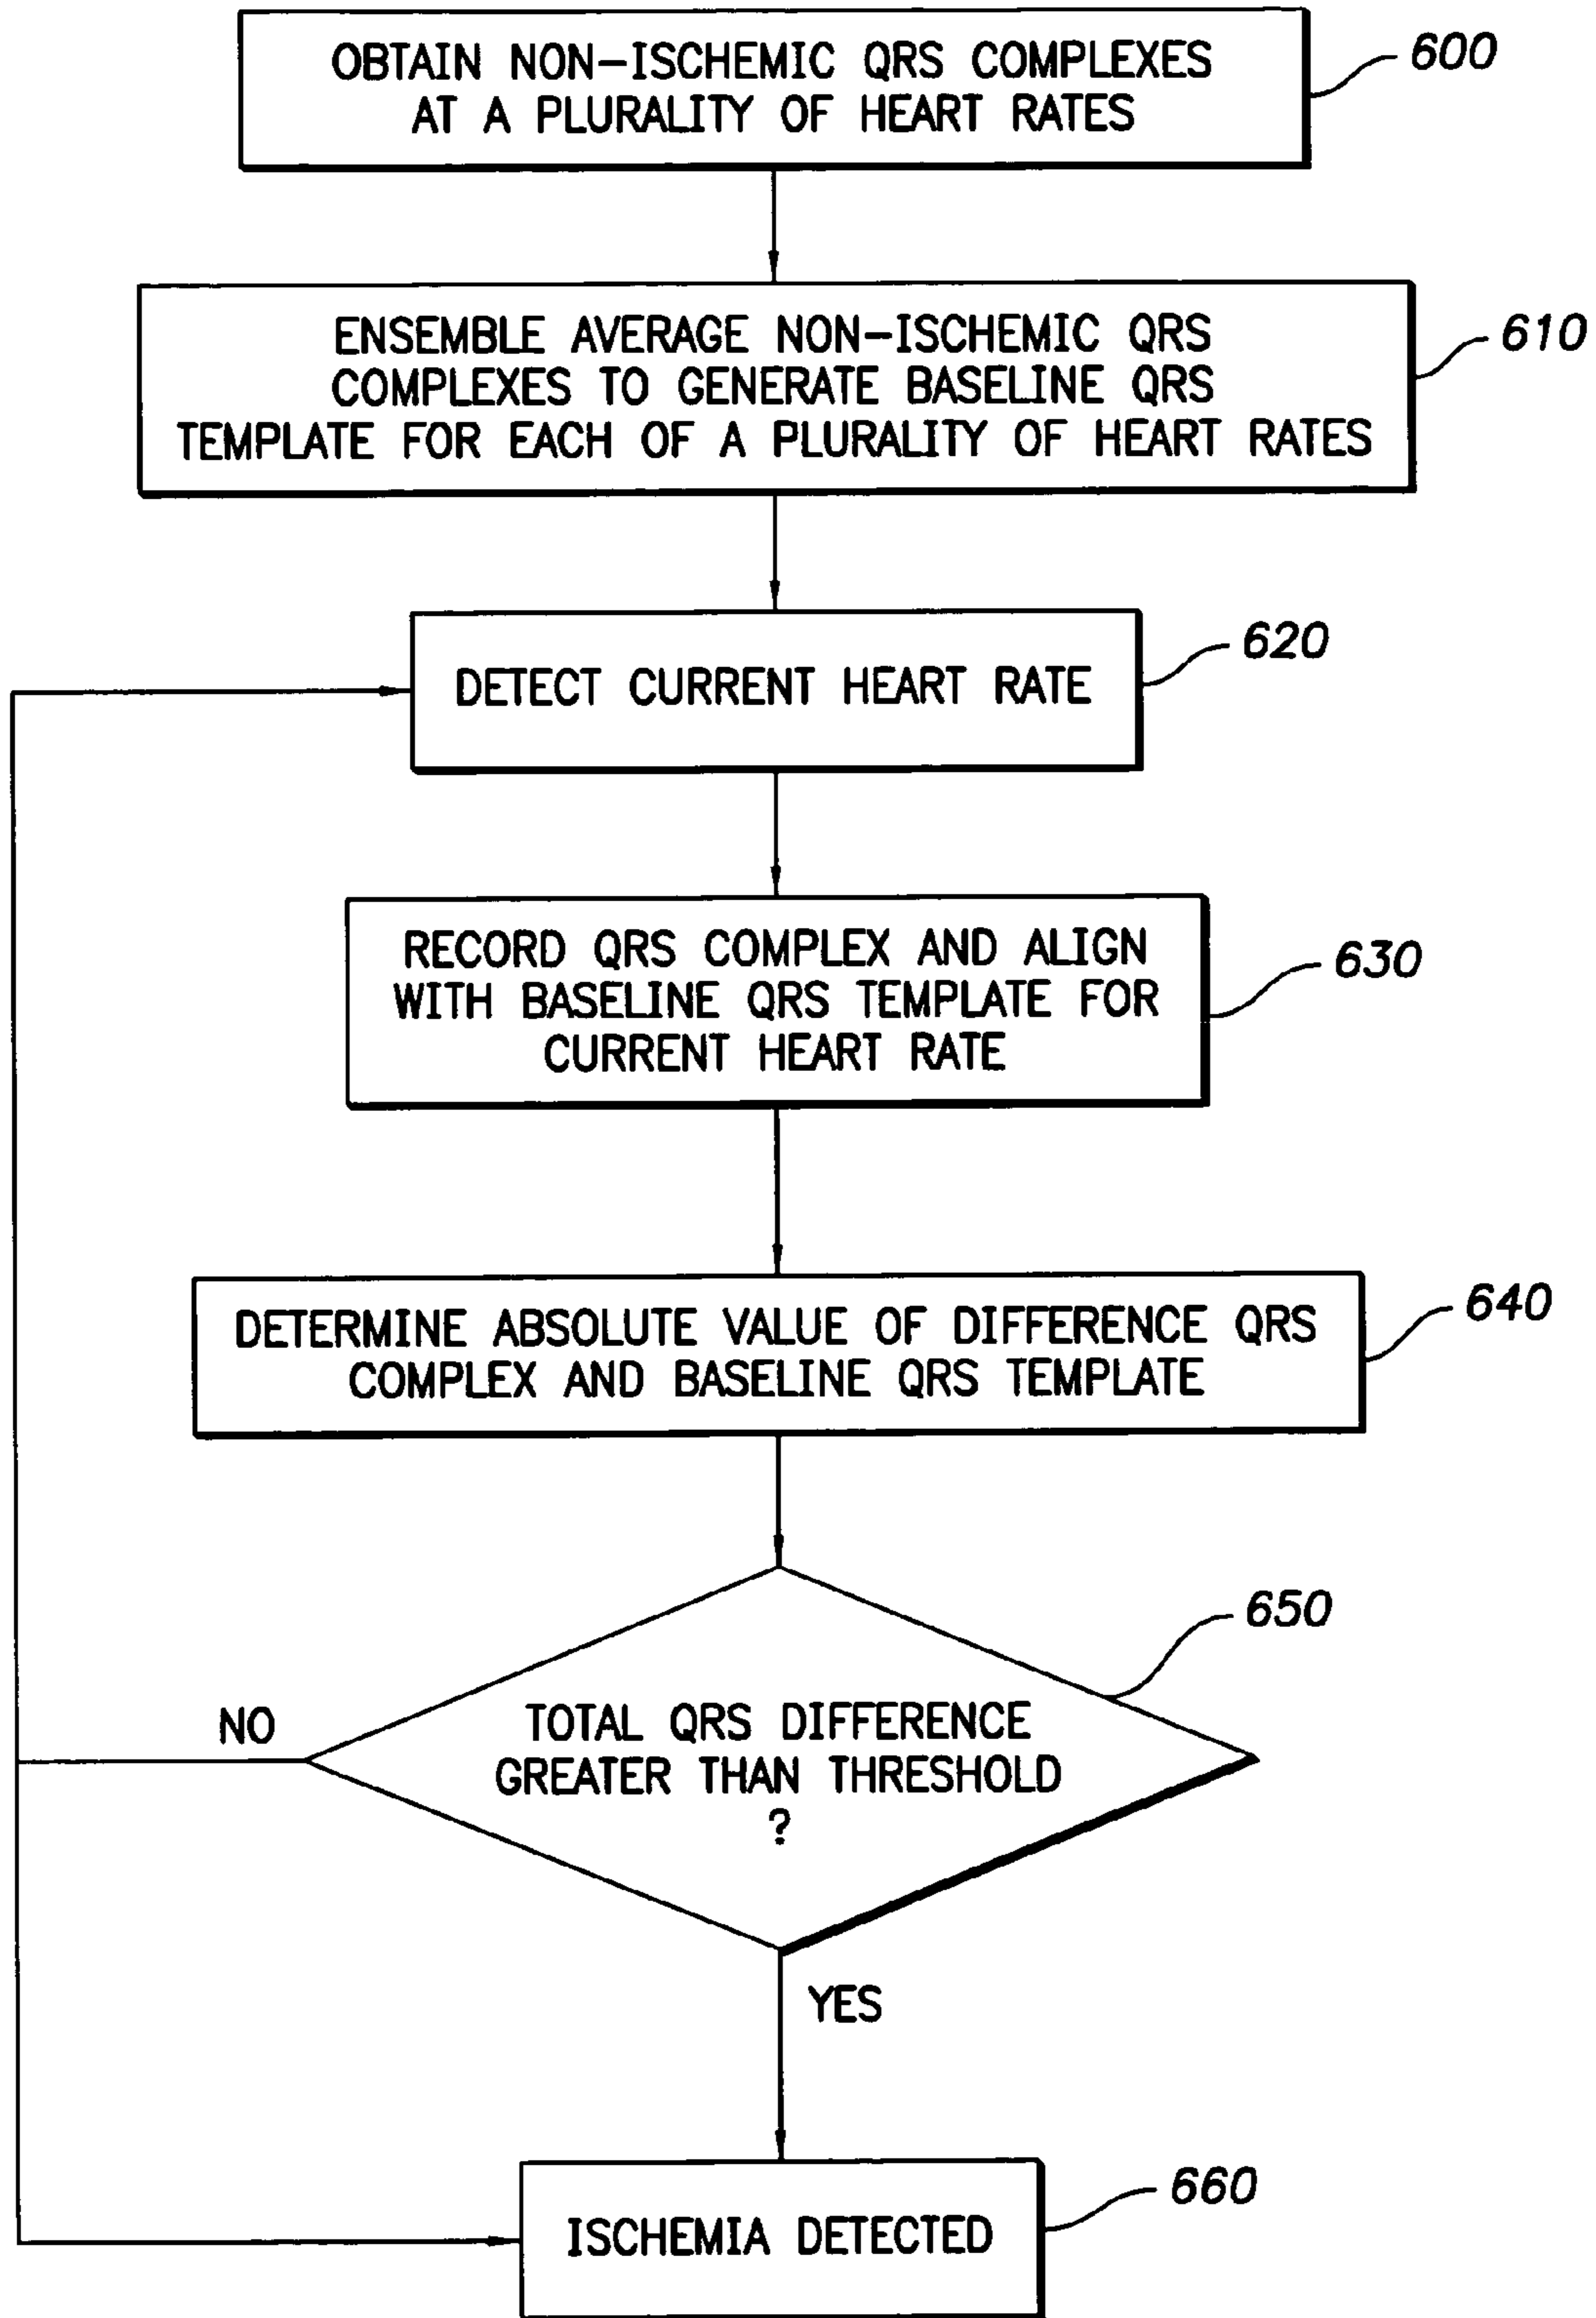 OBTAIN NON-ISCHEMIC QRS COMPLEXES
AT A PLURALITY OF HEART RATES
600
ENSEMBLE AVERAGE NON-ISCHEMIC QRS
COMPLEXES TO GENERATE BASELINE QRS
TEMPLATE FOR EACH OF A PLURALITY OF HEART RATES
610
DETECT CURRENT HEART RATE
620
RECORD QRS COMPLEX AND ALIGN
WITH BASELINE QRS TEMPLATE FOR
CURRENT HEART RATE
630
DETERMINE ABSOLUTE VALUE OF DIFFERENCE QRS
COMPLEX AND BASELINE QRS TEMPLATE
640
650
NO
TOTAL QRS DIFFERENCE
GREATER THAN THRESHOLD
?
YES
ISCHEMIA DETECTED
660